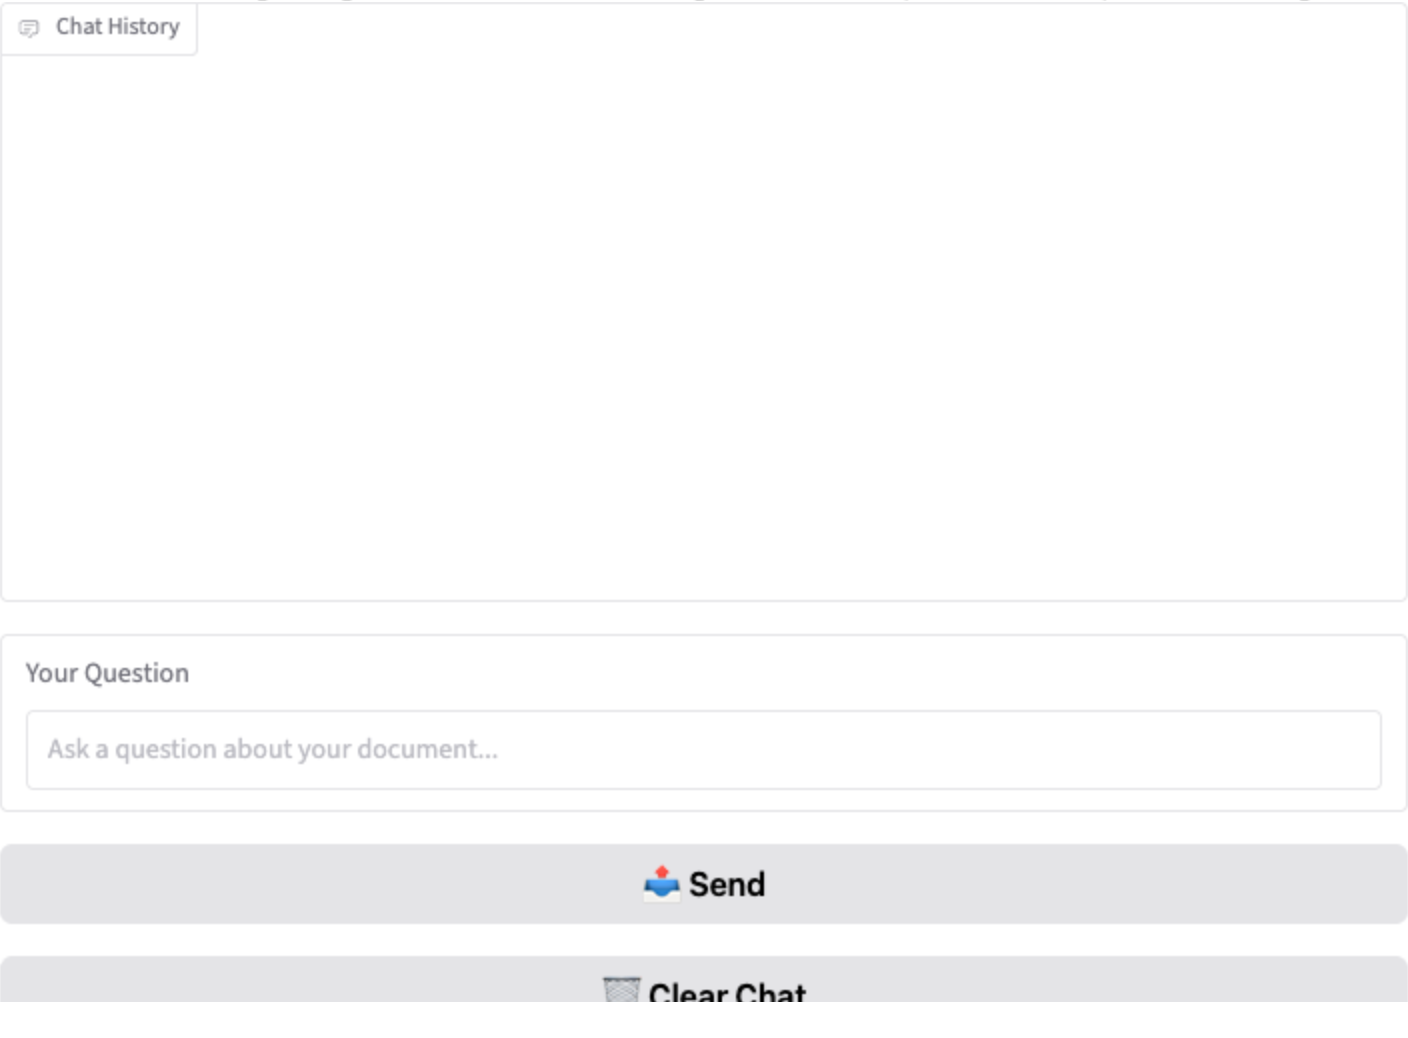 Chat History
Your Question
Ask a question about your document...
Send
Clear Chat